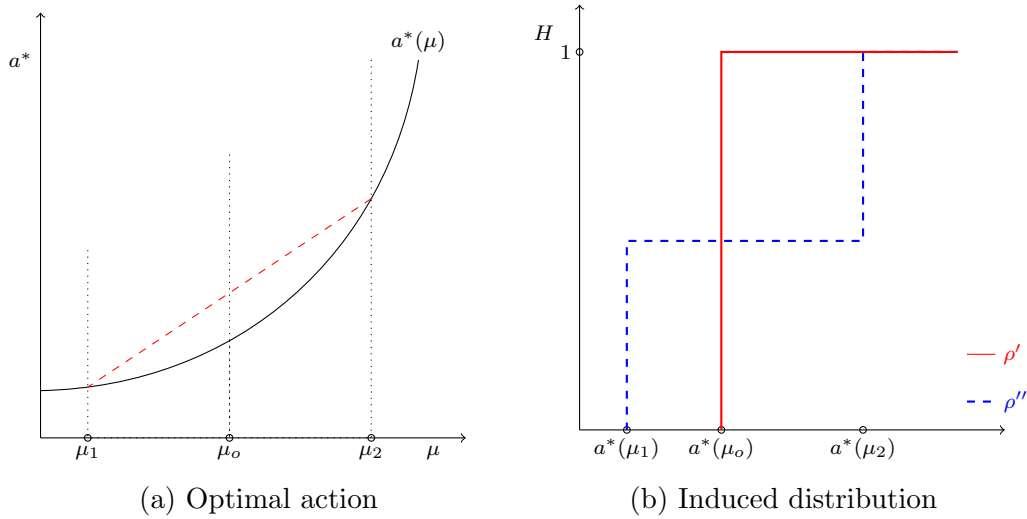 a*
a*(μ)
μ₁
μₒ
μ₂
μ
(a) Optimal action
H
1
ρ′
ρ′′
a*(μ₁)
a*(μₒ)
a*(μ₂)
(b) Induced distribution